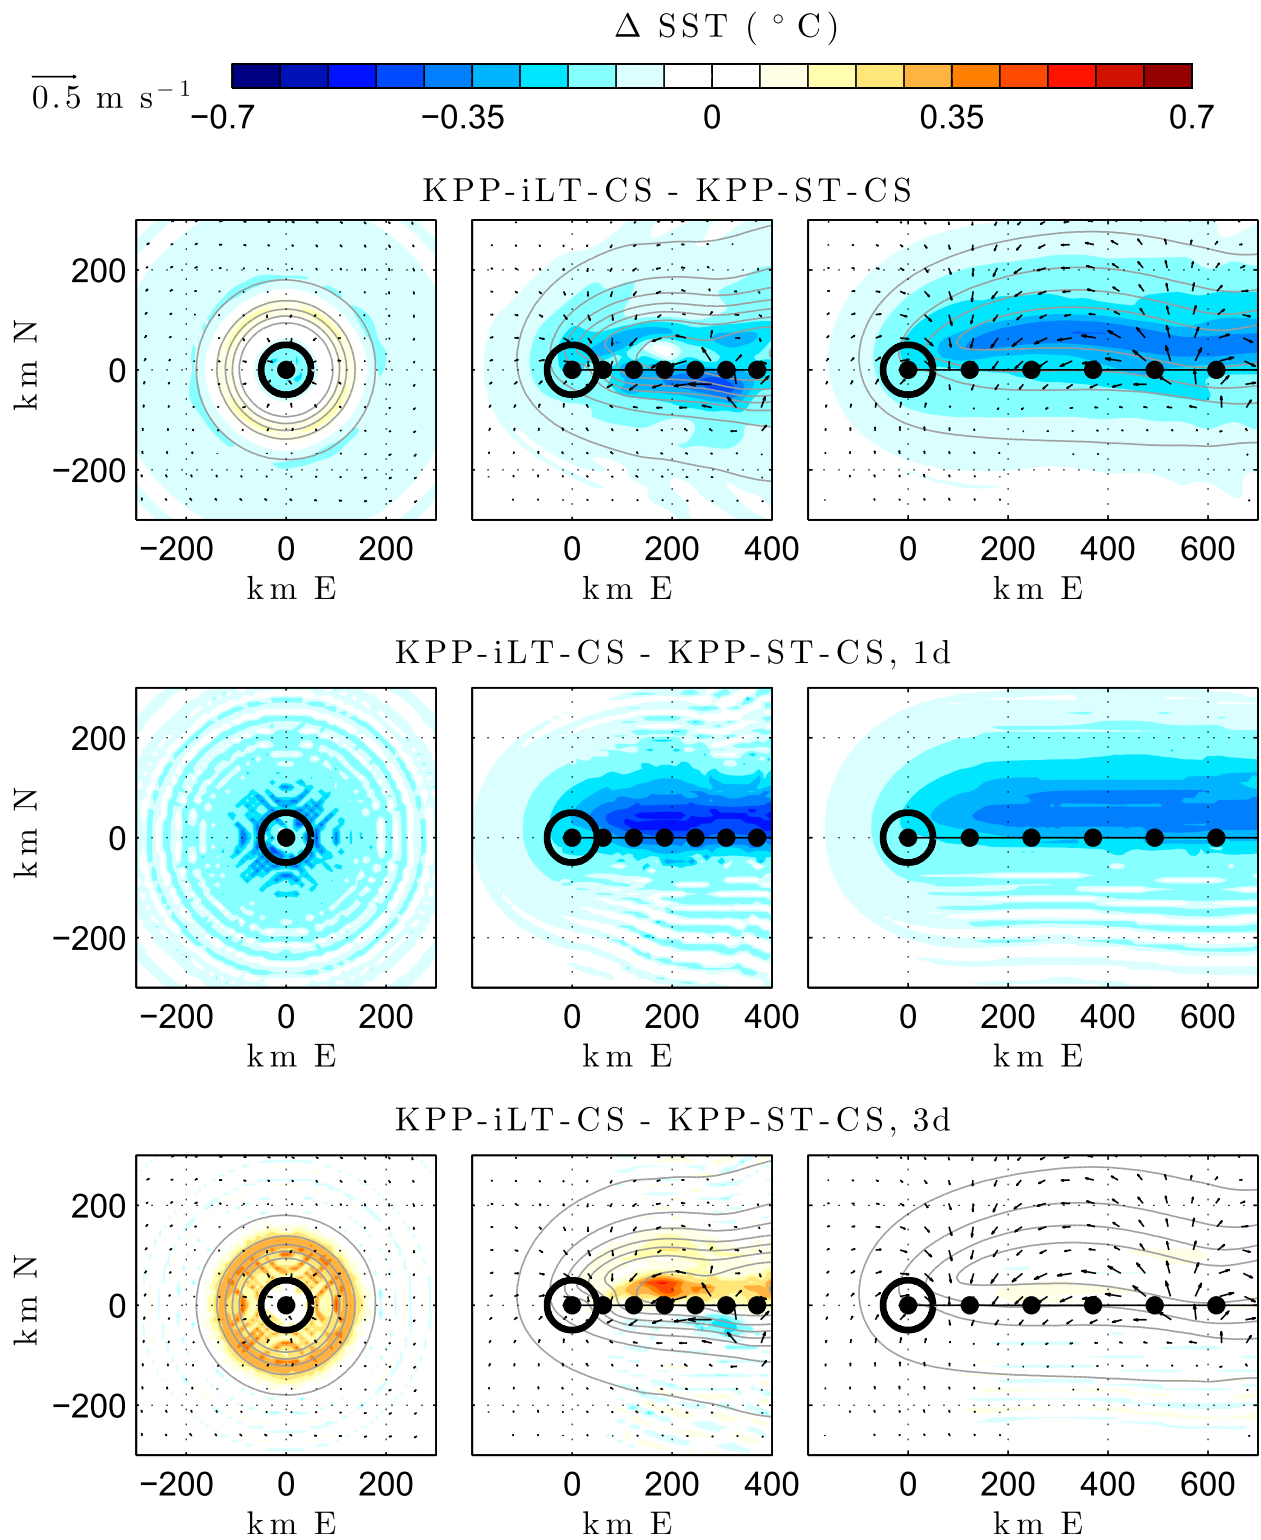 Δ SST ( ° C)
0.5 m s⁻¹
−0.7 −0.35 0 0.35 0.7
KPP-iLT-CS - KPP-ST-CS
km N
200
0
−200
−200 0 200 0 200 400 0 200 400 600
km E km E km E
KPP-iLT-CS - KPP-ST-CS, 1d
km N
200
0
−200
−200 0 200 0 200 400 0 200 400 600
km E km E km E
KPP-iLT-CS - KPP-ST-CS, 3d
km N
200
0
−200
−200 0 200 0 200 400 0 200 400 600
km E km E km E